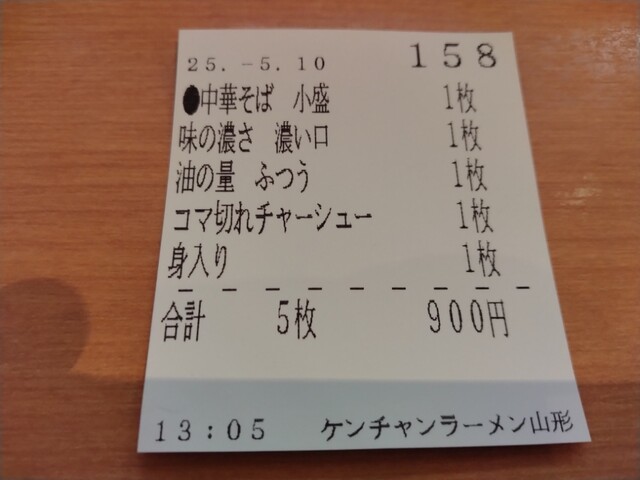 25.-5.10 158
●中華そば 小盛 1枚
味の濃さ 濃い口 1枚
油の量 ふつう 1枚
コマ切れチャーシュー 1枚
身入り 1枚
合計 5枚 900円
13:05 ケンチャンラーメン山形